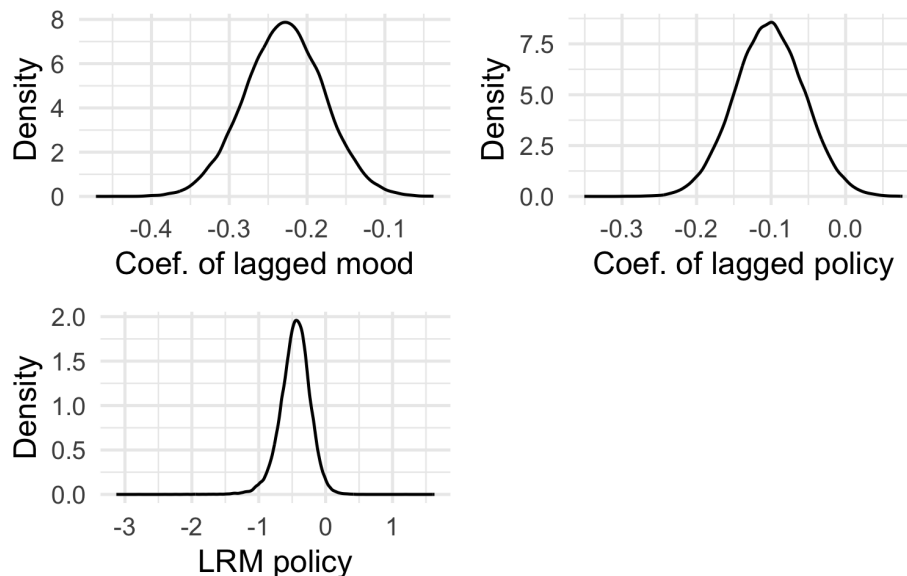 Density
8
6
4
2
0
-0.4 -0.3 -0.2 -0.1
Coef. of lagged mood
Density
7.5
5.0
2.5
0.0
-0.3 -0.2 -0.1 0.0
Coef. of lagged policy
Density
2.0
1.5
1.0
0.5
0.0
-3 -2 -1 0 1
LRM policy